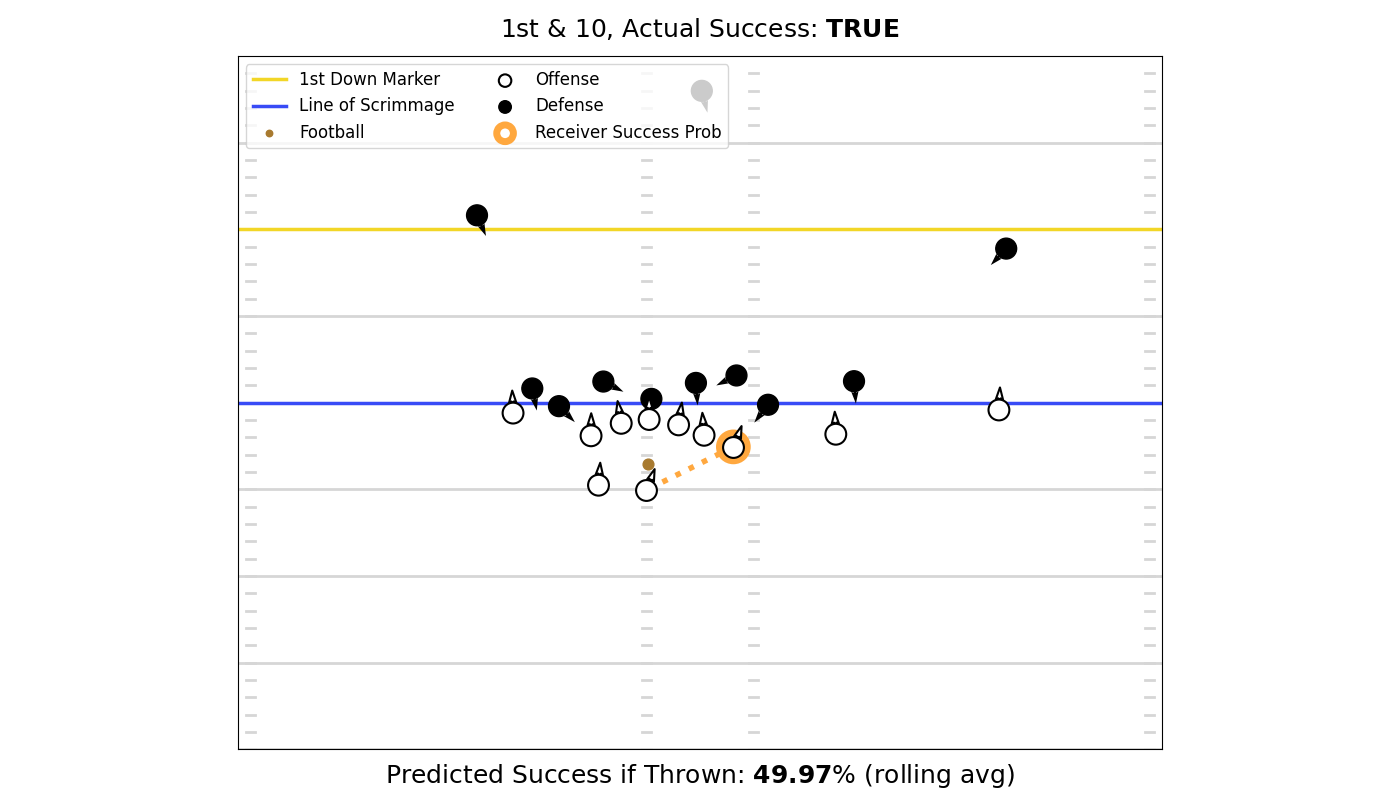 1st & 10, Actual Success: TRUE
1st Down Marker
Line of Scrimmage
Football
Offense
Defense
Receiver Success Prob
Predicted Success if Thrown: 49.97% (rolling avg)